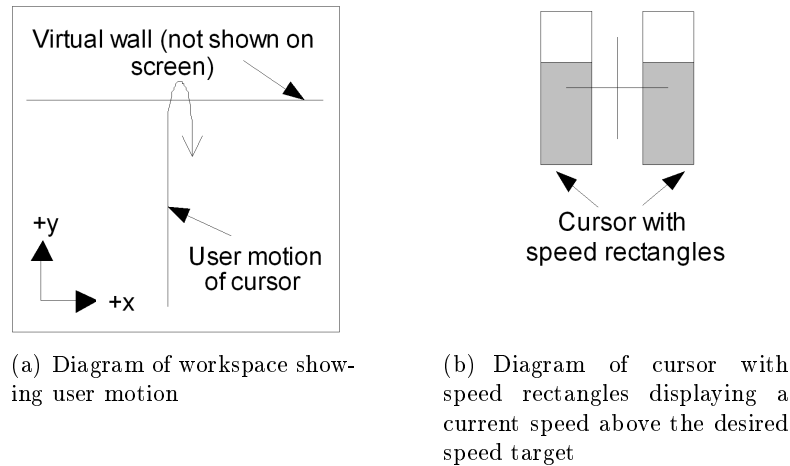 Virtual wall (not shown on
screen)
+y
User motion
of cursor
+x
(a) Diagram of workspace show-
ing user motion
Cursor with
speed rectangles
(b) Diagram of cursor with
speed rectangles displaying a
current speed above the desired
speed target